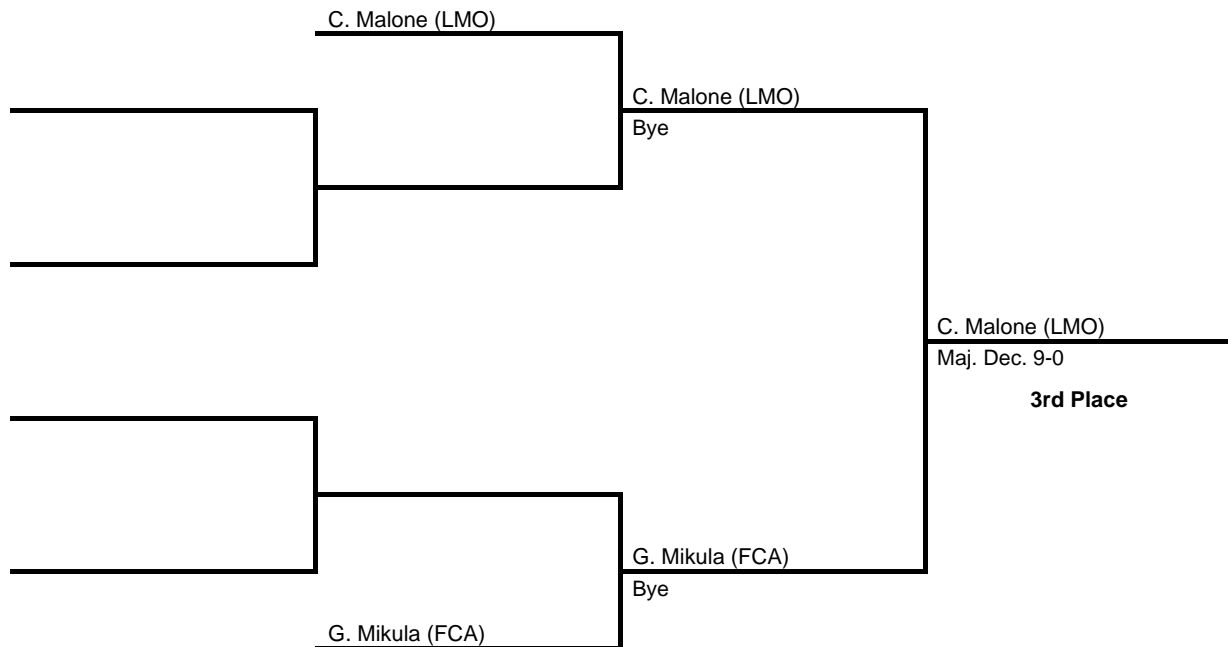 C. Malone (LMO)
C. Malone (LMO)
Bye
C. Malone (LMO)
Maj. Dec. 9-0
3rd Place
G. Mikula (FCA)
Bye
G. Mikula (FCA)